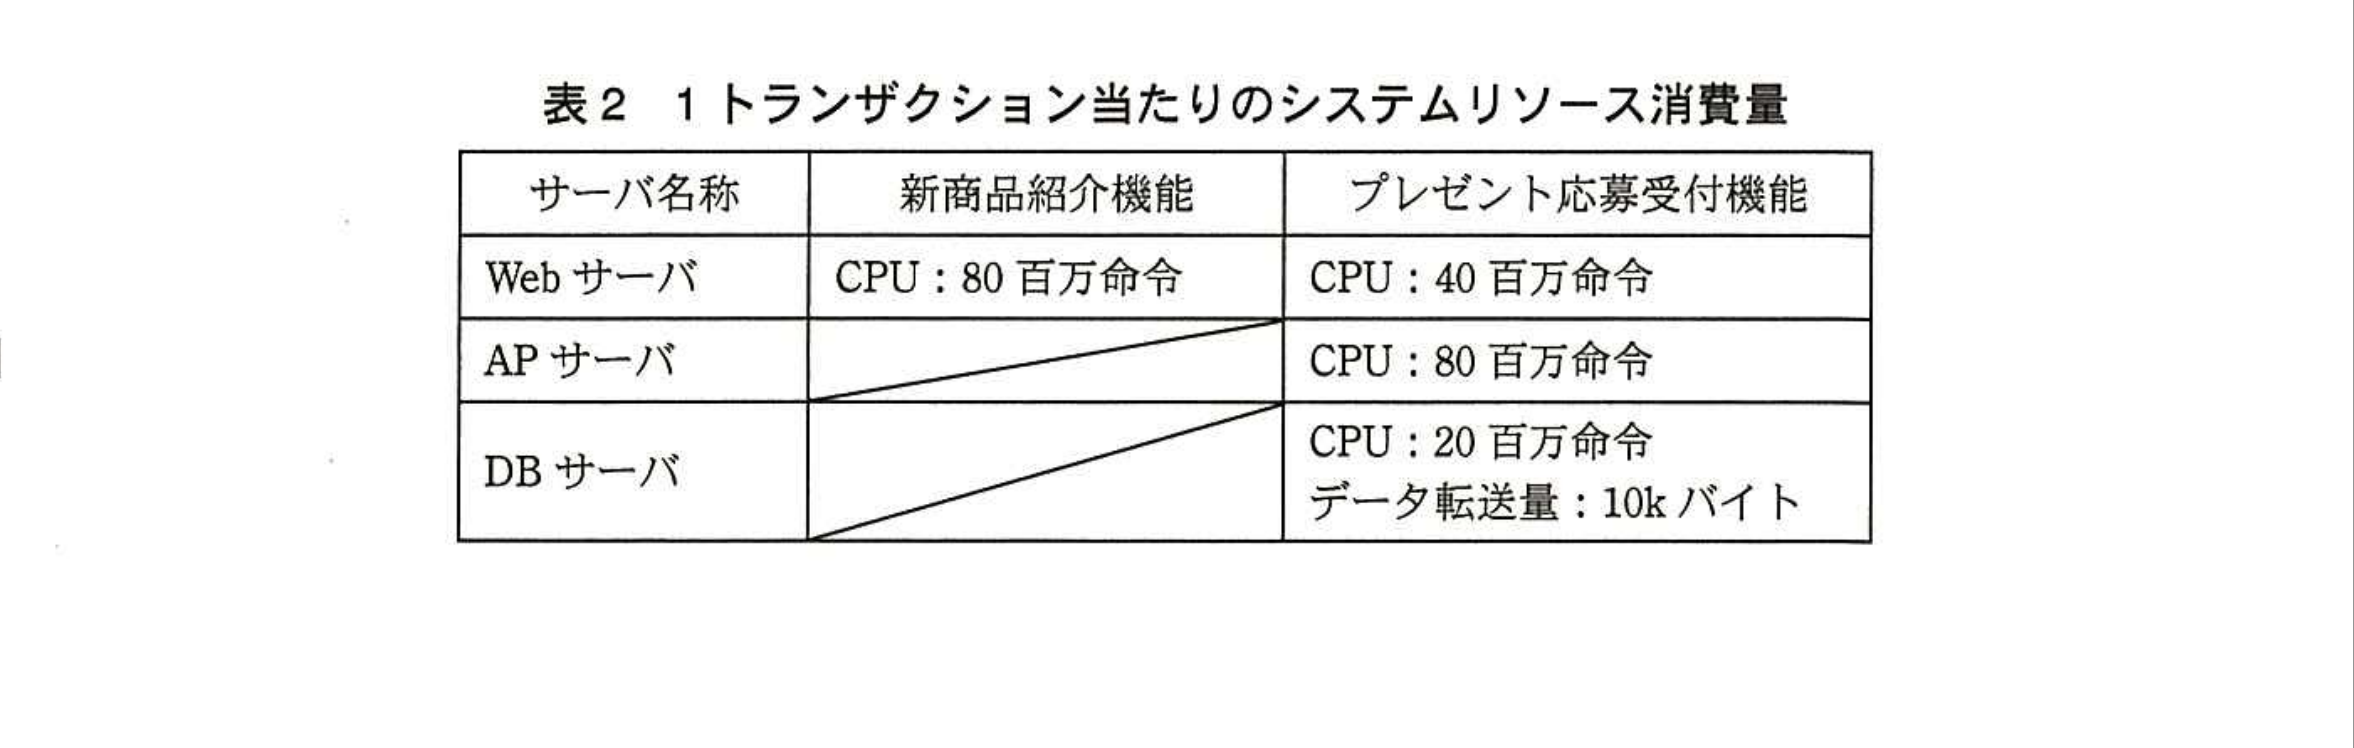 表2 1トランザクション当たりのシステムリソース消費量
サーバ名称 新商品紹介機能 プレゼント応募受付機能
Web サーバ CPU：80 百万命令 CPU：40 百万命令
AP サーバ CPU：80 百万命令
DB サーバ CPU：20 百万命令
データ転送量：10k バイト